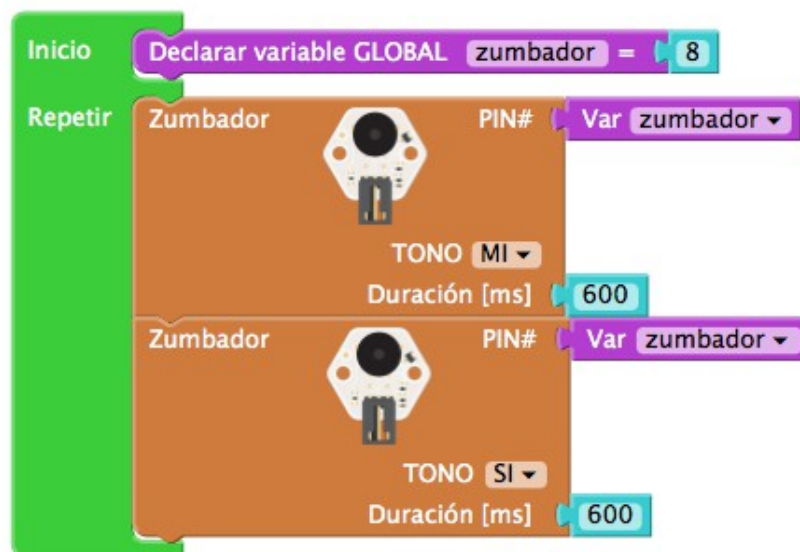 Inicio Declarar variable GLOBAL zumbador = 8
Repetir Zumbador PIN# Var zumbador
TONO MI
Duración [ms] 600
Zumbador PIN# Var zumbador
TONO SI
Duración [ms] 600